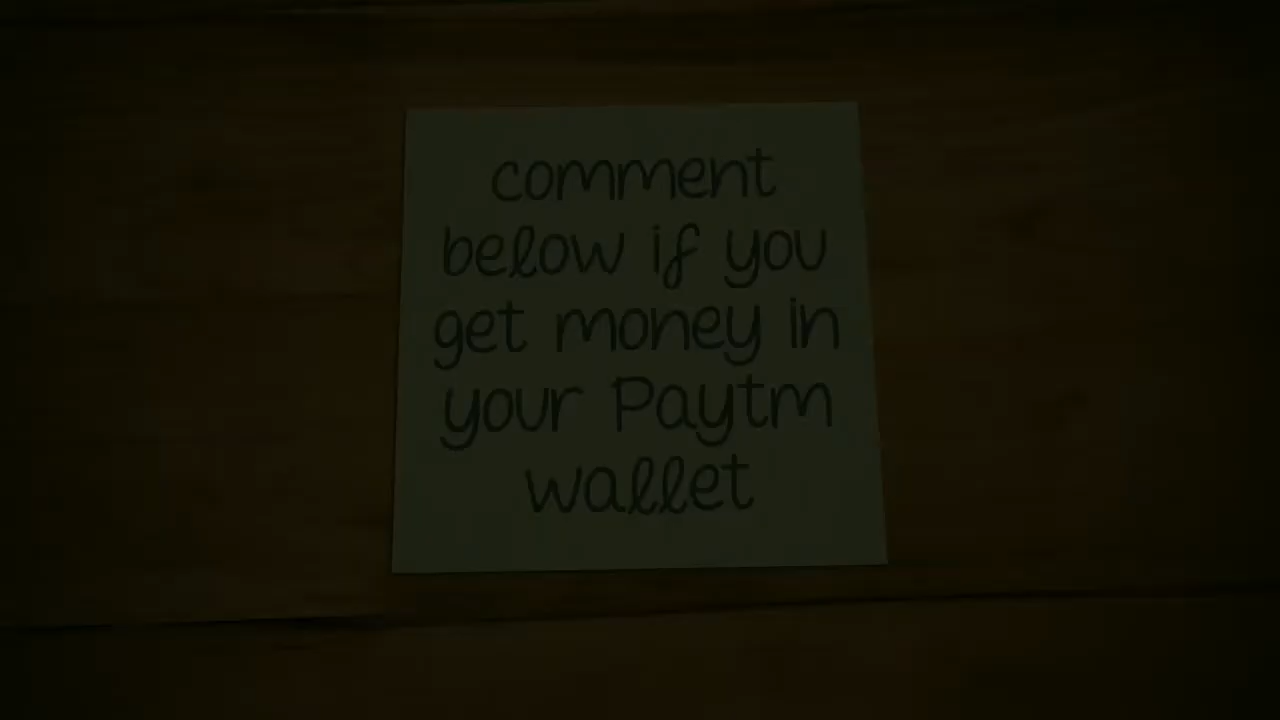 comment
below if you
get money in
your Paytm
wallet